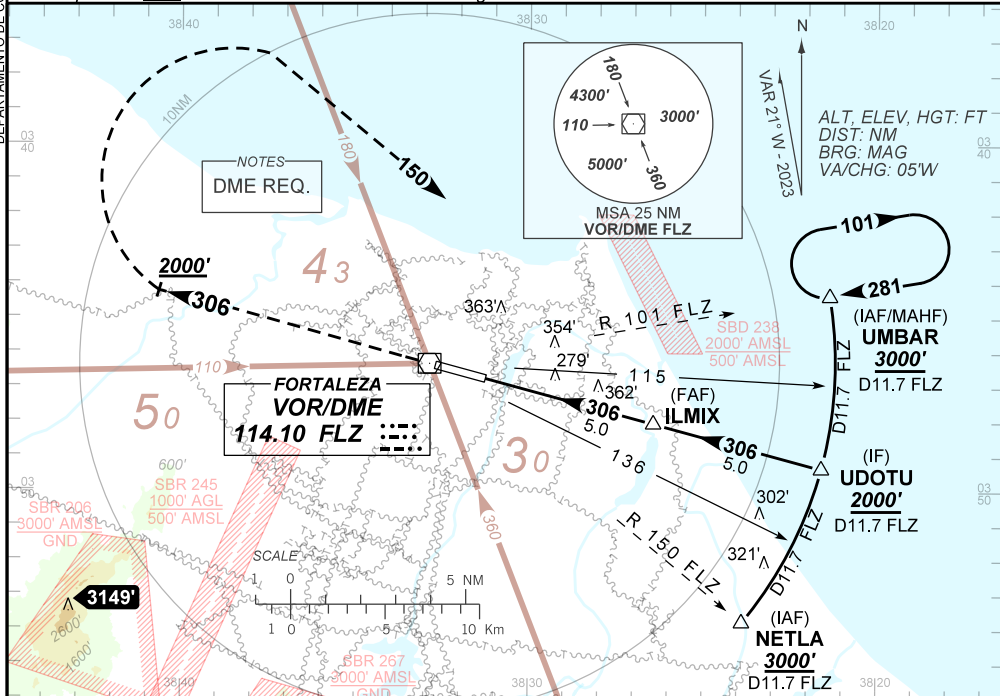 38 40
38 30
38 20
DEPARTAMENTO DE
10NM
180
150
03
40
NOTES
DME REQ.
180
4300'
3000'
110
5000'
360
MSA 25 NM
VOR/DME FLZ
N
VAR 21° W - 2023
ALT, ELEV, HGT: FT
DIST: NM
BRG: MAG
VA/CHG: 05'W
03
40
101
281
(IAF/MAHF)
UMBAR
3000'
D11.7 FLZ
2000'
306
43
363'
354'
279'
362'
R 101 FLZ
SBD 238
2000' AMSL
500' AMSL
115
D11.7 FLZ
110
FORTALEZA
VOR/DME
114.10 FLZ
50
30
306
5.0
(FAF)
ILMIX
306
5.0
136
(IF)
UDOTU
2000'
D11.7 FLZ
03
50
03
50
600'
SBR 245
1000' AGL
500' AMSL
SBR 206
3000' AMSL
GND
302'
321'
R 150 FLZ
D11.7 FLZ
360
SCALE
1 0 5 NM
1 0 5 10 Km
3149'
2600'
1600'
(IAF)
NETLA
3000'
D11.7 FLZ
SBR 267
3000' AMSL
GND
38 40
38 30
38 20